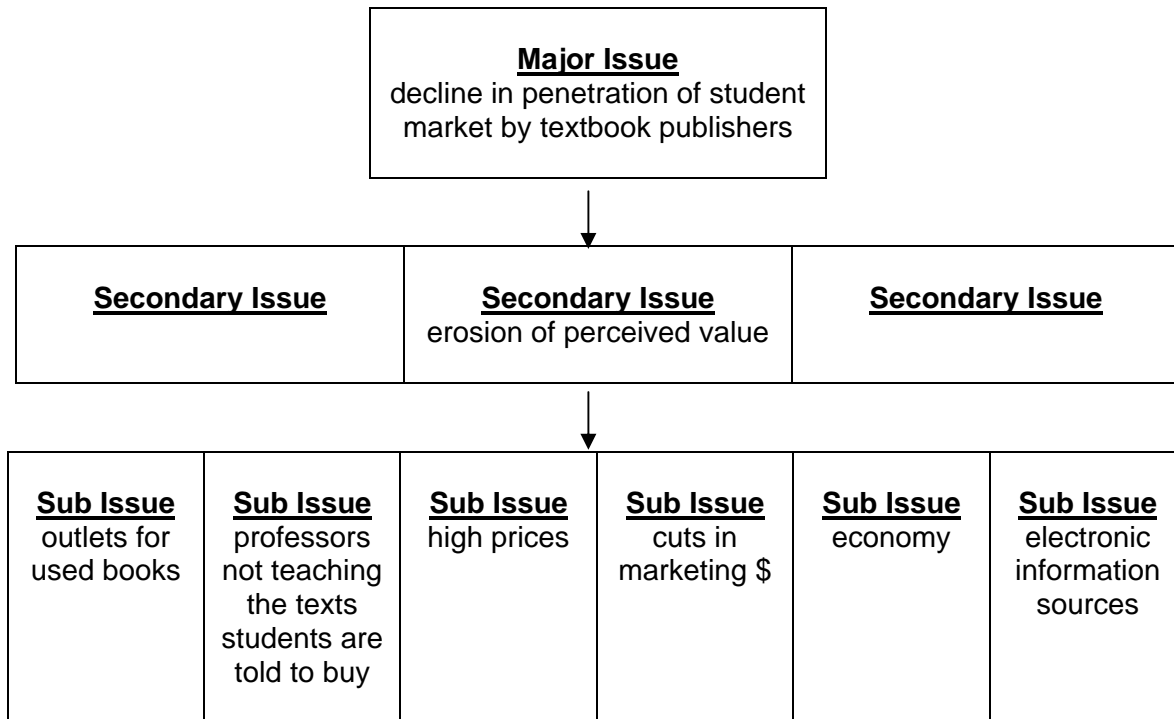 Major Issue
decline in penetration of student
market by textbook publishers
Secondary Issue
Secondary Issue
erosion of perceived value
Secondary Issue
Sub Issue
outlets for
used books
Sub Issue
professors
not teaching
the texts
students are
told to buy
Sub Issue
high prices
Sub Issue
cuts in
marketing $
Sub Issue
economy
Sub Issue
electronic
information
sources